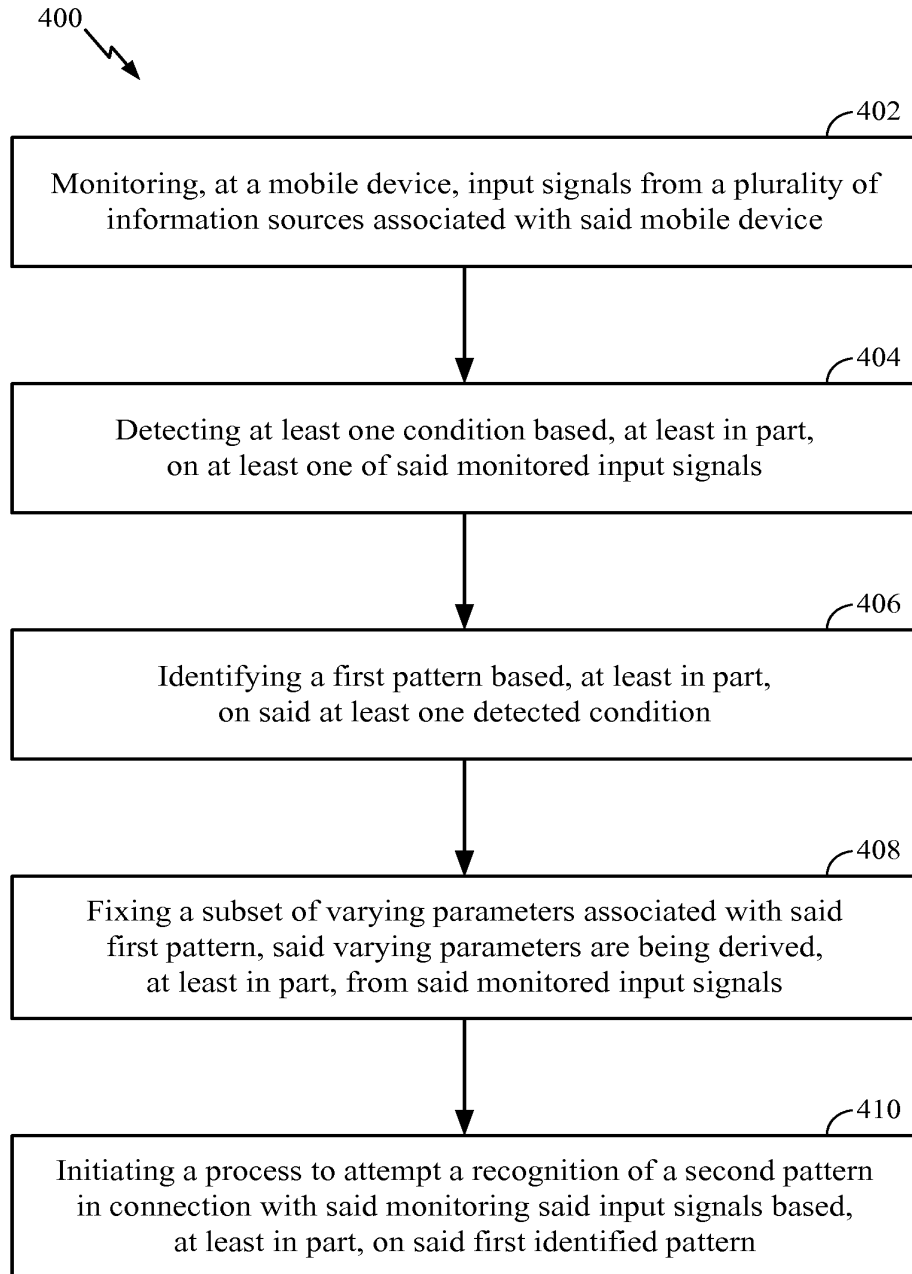 400
402
Monitoring, at a mobile device, input signals from a plurality of
information sources associated with said mobile device
404
Detecting at least one condition based, at least in part,
on at least one of said monitored input signals
406
Identifying a first pattern based, at least in part,
on said at least one detected condition
408
Fixing a subset of varying parameters associated with said
first pattern, said varying parameters are being derived,
at least in part, from said monitored input signals
410
Initiating a process to attempt a recognition of a second pattern
in connection with said monitoring said input signals based,
at least in part, on said first identified pattern